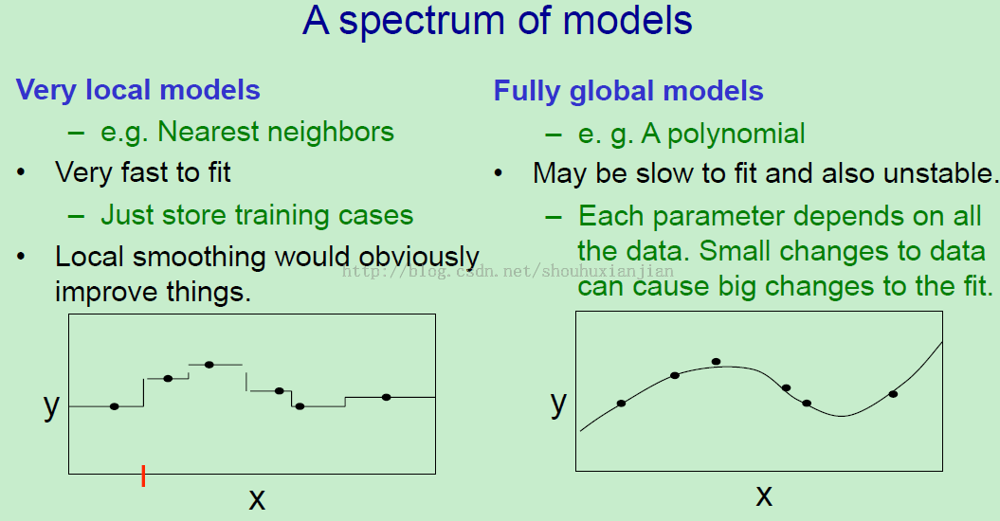 A spectrum of models
Very local models
– e.g. Nearest neighbors
• Very fast to fit
– Just store training cases
• Local smoothing would obviously
improve things.
y
x
Fully global models
– e. g. A polynomial
• May be slow to fit and also unstable.
– Each parameter depends on all
the data. Small changes to data
can cause big changes to the fit.
y
x
http://blog.csdn.net/shouhuxianjian